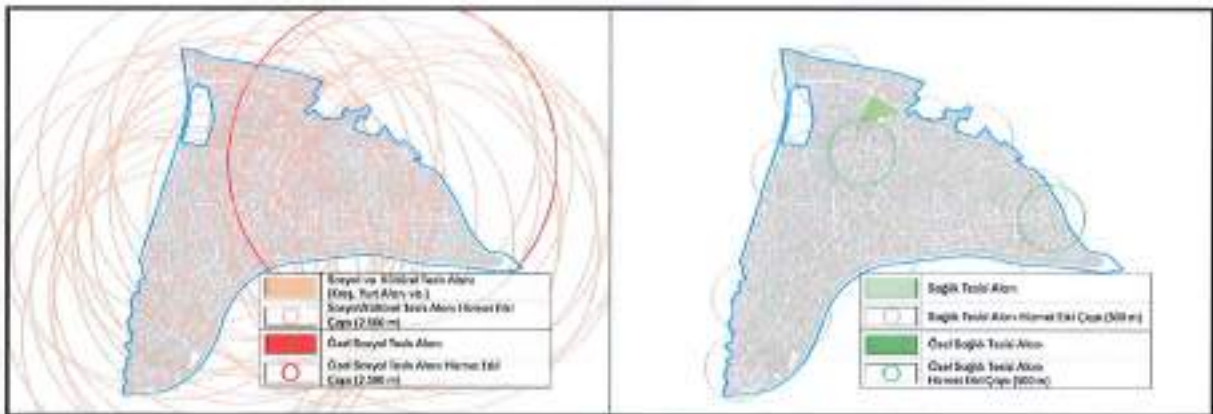 Sosyal ve Kültürel Tesis Alanı
(Kreş, Yurt Alanı vb.)
Sosyal Kültürel Tesis Alanı Hizmet Etki
Çapı (2.500 m)
Özel Sosyal Tesis Alanı
Özel Sosyal Tesis Alanı Hizmet Etki
Çapı (2.500 m)
Sağlık Tesisi Alanı
Sağlık Tesisi Alanı Hizmet Etki Çapı (500 m)
Özel Sağlık Tesisi Alanı
Özel Sağlık Tesisi Alanı
Hizmet Etki Çapı (500 m)